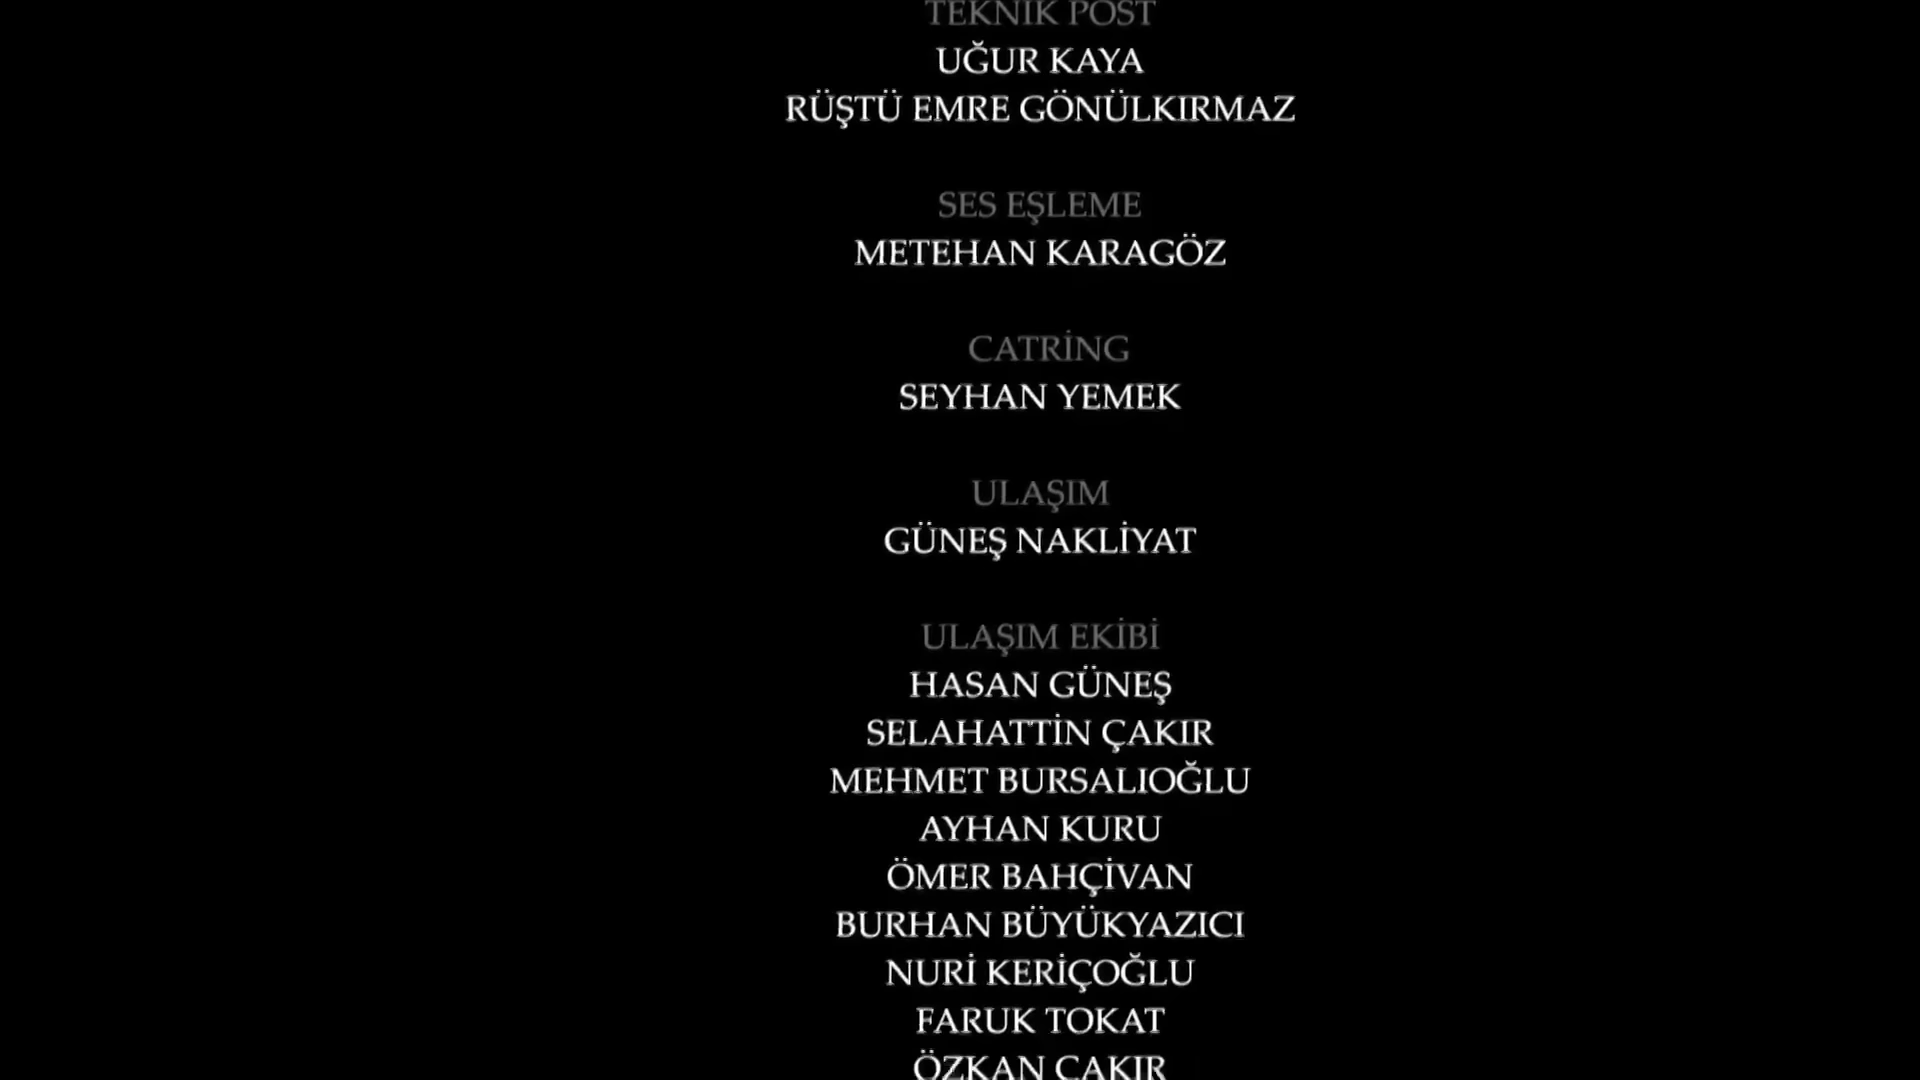 TEKNİK POST
UĞUR KAYA
RÜŞTÜ EMRE GÖNÜLKIRMAZ
SES EŞLEME
METEHAN KARAGÖZ
CATRİNG
SEYHAN YEMEK
ULAŞIM
GÜNEŞ NAKLİYAT
ULAŞIM EKİBİ
HASAN GÜNEŞ
SELAHATTİN ÇAKIR
MEHMET BURSALIOĞLU
AYHAN KURU
ÖMER BAHÇİVAN
BURHAN BÜYÜKYAZICI
NURİ KERİÇOĞLU
FARUK TOKAT
ÖZKAN ÇAKIR